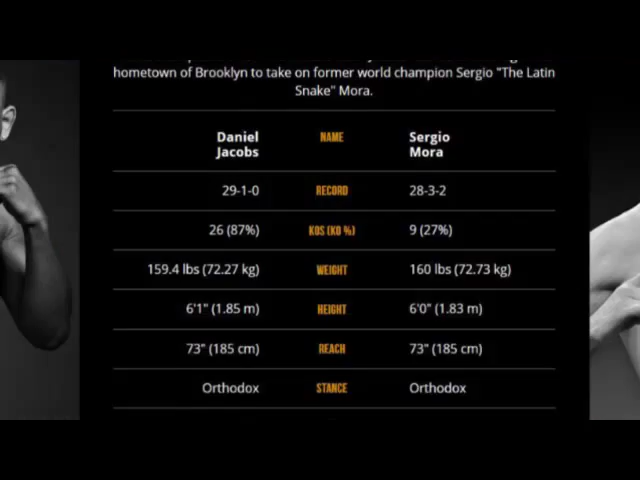 hometown of Brooklyn to take on former world champion Sergio "The Latin
Snake" Mora.
Daniel Jacobs NAME Sergio Mora
29-1-0 RECORD 28-3-2
26 (87%) KOS (KO %) 9 (27%)
159.4 lbs (72.27 kg) WEIGHT 160 lbs (72.73 kg)
6'1" (1.85 m) HEIGHT 6'0" (1.83 m)
73" (185 cm) REACH 73" (185 cm)
Orthodox STANCE Orthodox